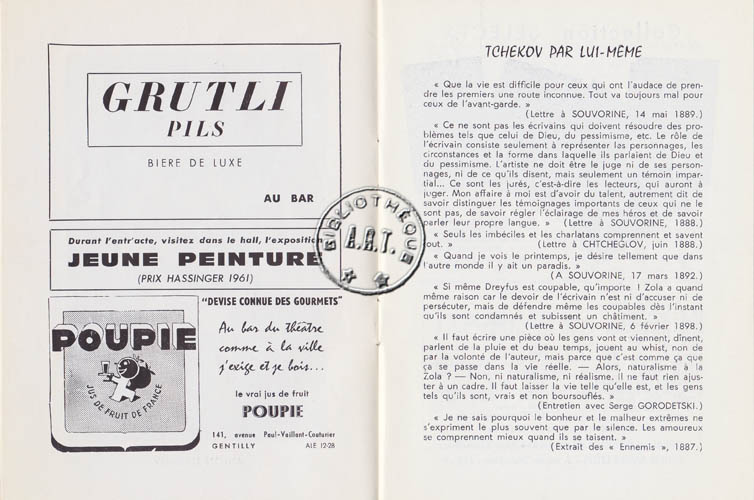 GRUTLI
PILS
BIERE DE LUXE
AU BAR
Durant l'entr'acte, visitez dans le hall, l'exposition
JEUNE PEINTURE
(PRIX HASSINGER 1961)
POUPIE
JUS DE FRUIT DE FRANCE
"DEVISE CONNUE DES GOURMETS"
Au bar du théâtre
comme à la ville
j'exige et je bois...
le vrai jus de fruit
POUPIE
141, avenue Paul-Vaillant-Couturier
GENTILLY ALE 12-28
BIBLIOTHÈQUE
A.R.T.
TCHEKOV PAR LUI-MEME
« Que la vie est difficile pour ceux qui ont l'audace de pren-
dre les premiers une route inconnue. Tout va toujours mal pour
ceux de l'avant-garde. »
(Lettre à SOUVORINE, 14 mai 1889.)
« Ce ne sont pas les écrivains qui doivent résoudre des pro-
blèmes tels que celui de Dieu, du pessimisme, etc. Le rôle de
l'écrivain consiste seulement à représenter les personnages, les
circonstances et la forme dans laquelle ils parlaient de Dieu et
du pessimisme. L'artiste ne doit être le juge ni de ses person-
nages, ni de ce qu'ils disent, mais seulement un témoin impar-
tial... Ce sont les jurés, c'est-à-dire les lecteurs, qui auront à
juger. Mon affaire à moi est d'avoir du talent, autrement dit de
savoir distinguer les témoignages importants de ceux qui ne le
sont pas, de savoir régler l'éclairage de mes héros et de savoir
parler leur propre langue. » (Lettre à SOUVORINE, 1888.)
« Seuls les imbéciles et les charlatans comprennent et savent
tout. » (Lettre à CHTCHEGLOV, juin 1888.)
« Quand je vois le printemps, je désire tellement que dans
l'autre monde il y ait un paradis. »
(A SOUVORINE, 17 mars 1892.)
« Si même Dreyfus est coupable, qu'importe ! Zola a quand
même raison car le devoir de l'écrivain n'est ni d'accuser ni de
persécuter, mais de défendre même les coupables dès l'instant
qu'ils sont condamnés et subissent un châtiment. »
(Lettre à SOUVORINE, 6 février 1898.)
« Il faut écrire une pièce où les gens vont et viennent, dînent,
parlent de la pluie et du beau temps, jouent au whist, non de
par la volonté de l'auteur, mais parce que c'est comme ça que
ça se passe dans la vie réelle. — Alors, naturalisme à la
Zola ? — Non, ni naturalisme, ni réalisme. Il ne faut rien ajus-
ter à un cadre. Il faut laisser la vie telle qu'elle est, et les gens
tels qu'ils sont, vrais et non boursouflés. »
(Entretien avec Serge GORODETSKI.)
« Je ne sais pourquoi le bonheur et le malheur extrêmes ne
s'expriment le plus souvent que par le silence. Les amoureux
se comprennent mieux quand ils se taisent. »
(Extrait des « Ennemis », 1887.)